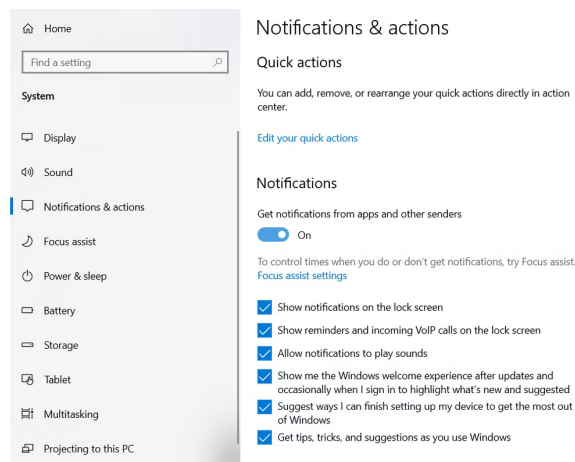 Home
Find a setting
System
Display
Sound
Notifications & actions
Focus assist
Power & sleep
Battery
Storage
Tablet
Multitasking
Projecting to this PC
Notifications & actions
Quick actions
You can add, remove, or rearrange your quick actions directly in action
center.
Edit your quick actions
Notifications
Get notifications from apps and other senders
On
To control times when you do or don't get notifications, try Focus assist.
Focus assist settings
Show notifications on the lock screen
Show reminders and incoming VoIP calls on the lock screen
Allow notifications to play sounds
Show me the Windows welcome experience after updates and
occasionally when I sign in to highlight what's new and suggested
Suggest ways I can finish setting up my device to get the most out
of Windows
Get tips, tricks, and suggestions as you use Windows